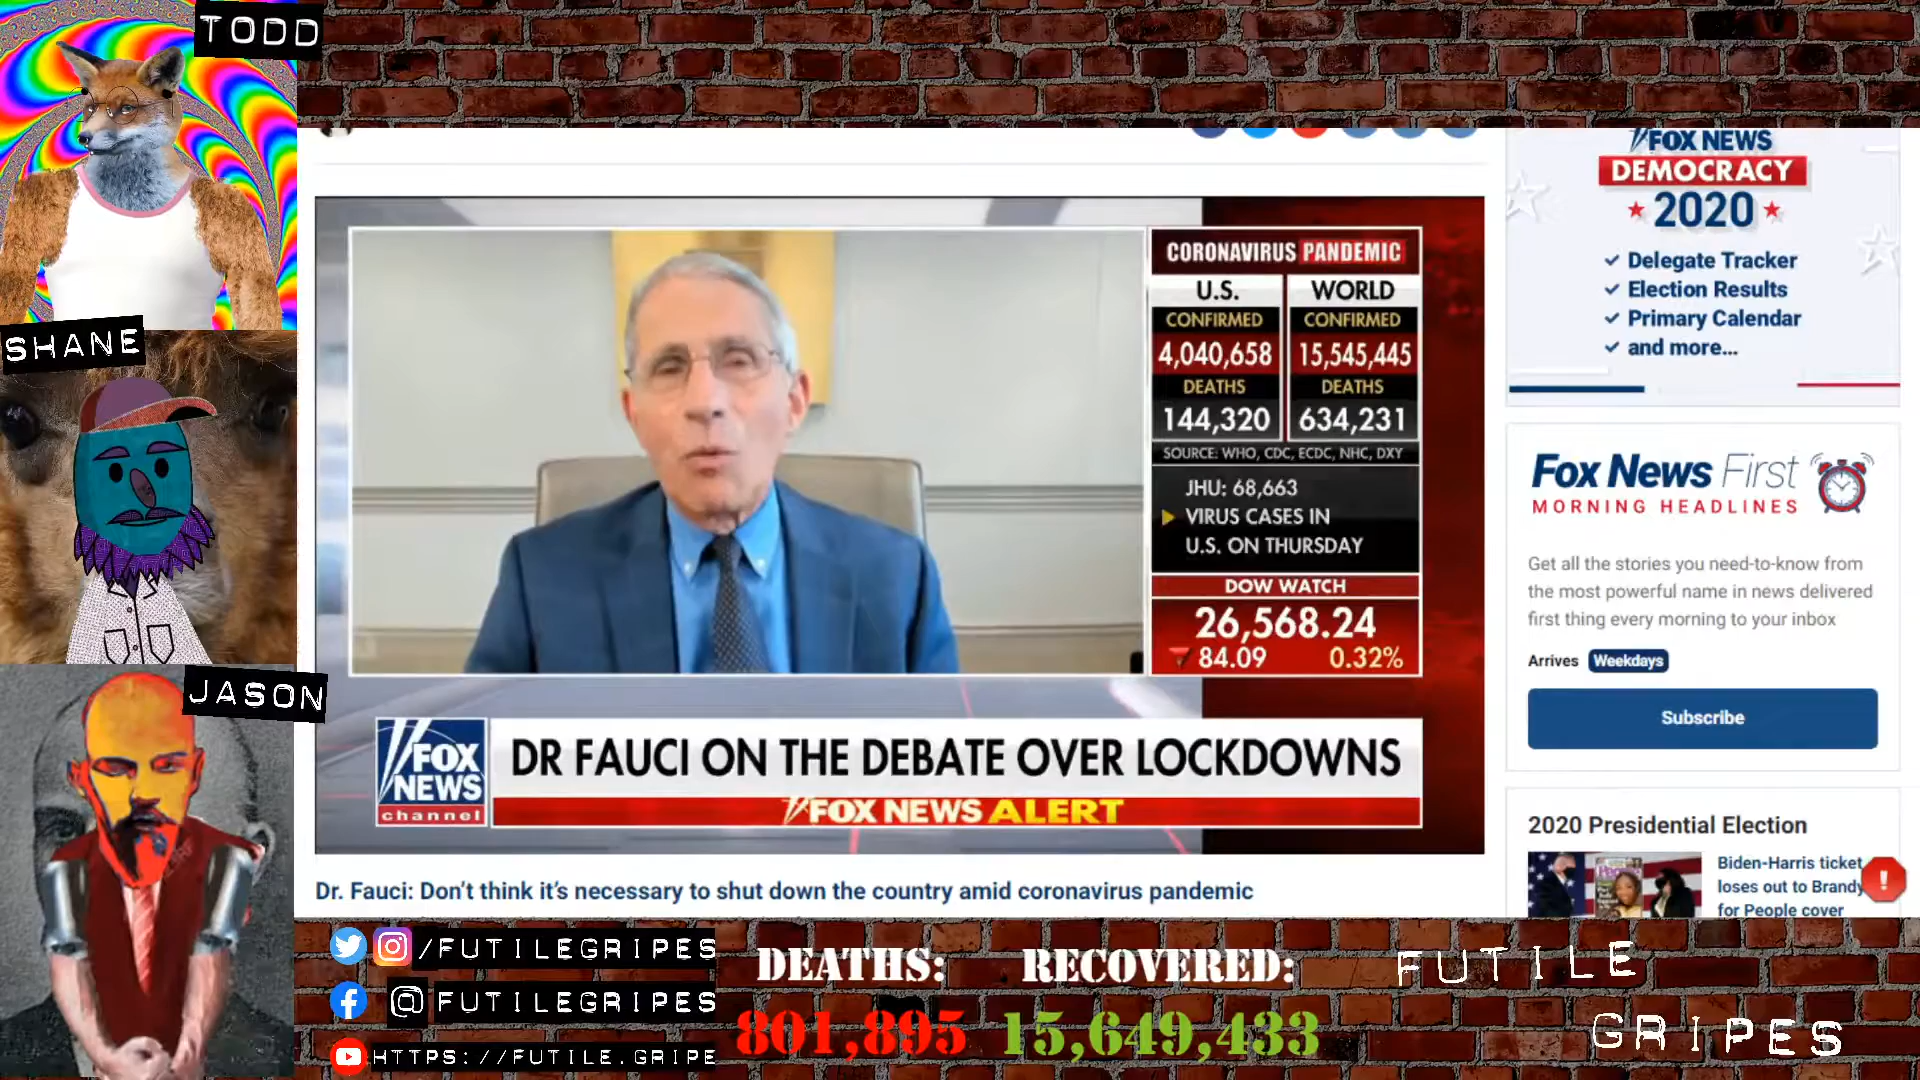 TODD
SHANE
JASON
CORONAVIRUS PANDEMIC
U.S.
WORLD
CONFIRMED
CONFIRMED
4,040,658
15,545,445
DEATHS
DEATHS
144,320
634,231
SOURCE: WHO, CDC, ECDC, NHC, DXY
JHU: 68,663
VIRUS CASES IN
U.S. ON THURSDAY
DOW WATCH
26,568.24
84.09 0.32%
FOX
NEWS
channel
DR FAUCI ON THE DEBATE OVER LOCKDOWNS
FOX NEWS ALERT
Dr. Fauci: Don't think it's necessary to shut down the country amid coronavirus pandemic
FOX NEWS
DEMOCRACY
2020
Delegate Tracker
Election Results
Primary Calendar
and more...
Fox News First
MORNING HEADLINES
Get all the stories you need-to-know from
the most powerful name in news delivered
first thing every morning to your inbox
Arrives Weekdays
Subscribe
2020 Presidential Election
Biden-Harris ticket
loses out to Brandy
for People cover
/FUTILEGRIPES
@FUTILEGRIPES
HTTPS://FUTILE.GRIPE
DEATHS:
801,895
RECOVERED:
15,649,433
FUTILE
GRIPES